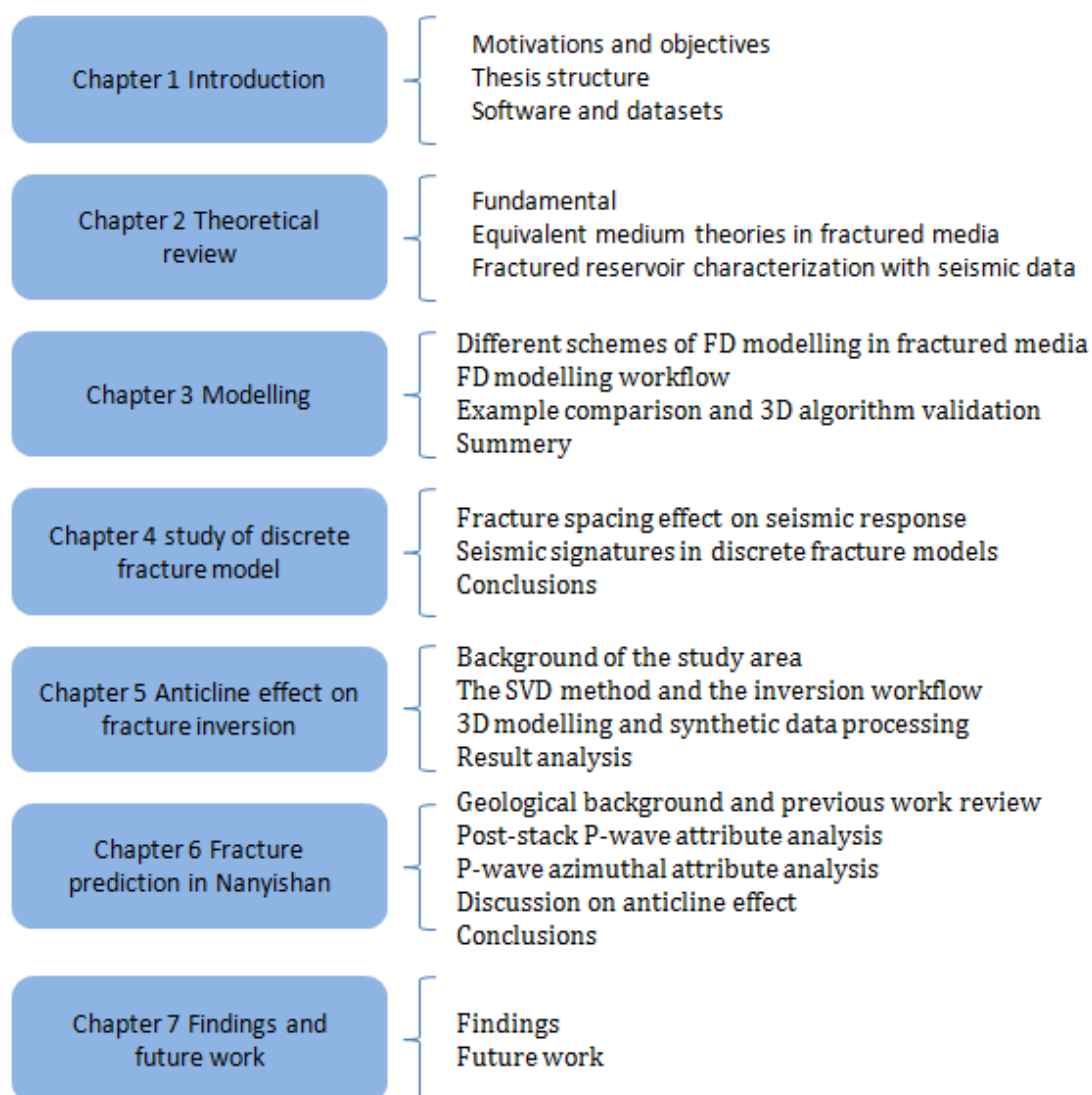 Chapter 1 Introduction
Motivations and objectives
Thesis structure
Software and datasets
Chapter 2 Theoretical
review
Fundamental
Equivalent medium theories in fractured media
Fractured reservoir characterization with seismic data
Chapter 3 Modelling
Different schemes of FD modelling in fractured media
FD modelling workflow
Example comparison and 3D algorithm validation
Summery
Chapter 4 study of discrete
fracture model
Fracture spacing effect on seismic response
Seismic signatures in discrete fracture models
Conclusions
Chapter 5 Anticline effect on
fracture inversion
Background of the study area
The SVD method and the inversion workflow
3D modelling and synthetic data processing
Result analysis
Chapter 6 Fracture
prediction in Nanyishan
Geological background and previous work review
Post-stack P-wave attribute analysis
P-wave azimuthal attribute analysis
Discussion on anticline effect
Conclusions
Chapter 7 Findings and
future work
Findings
Future work